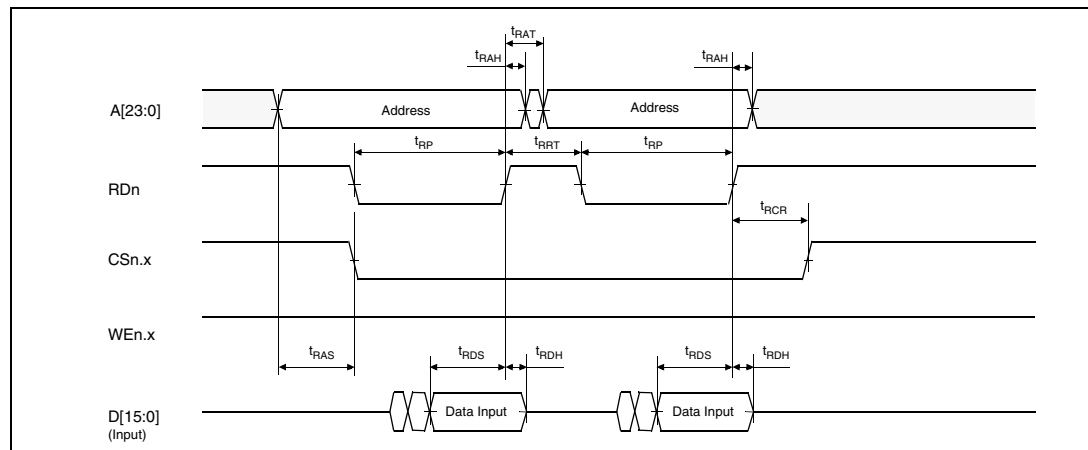 tRAT
tRAH
tRAH
A[23:0]
Address
Address
tRP
tRRT
tRP
RDn
tRCR
CSn.x
WEn.x
tRAS
tRDS
tRDH
tRDS
tRDH
D[15:0]
(Input)
Data Input
Data Input